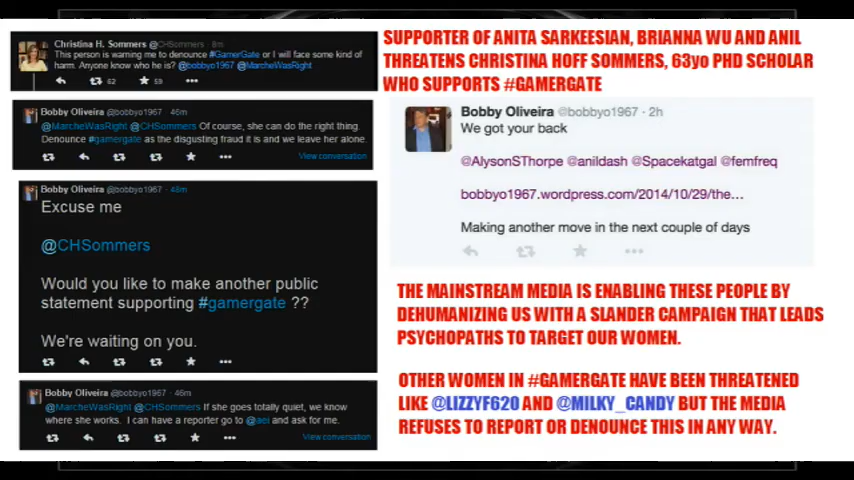 Christina H. Sommers @CHSommers · 8m
This person is warning me to denounce #GamerGate or I will face some kind of
harm. Anyone know who he is? @bobbyo1967 @MarcheWasRight
62 59
Bobby Oliveira @bobbyo1967 · 46m
@MarcheWasRight @CHSommers Of course, she can do the right thing.
Denounce #gamergate as the disgusting fraud it is and we leave her alone.
View conversation
Bobby Oliveira @bobbyo1967 · 48m
Excuse me
@CHSommers
Would you like to make another public
statement supporting #gamergate ??
We're waiting on you.
Bobby Oliveira @bobbyo1967 · 46m
@MarcheWasRight @CHSommers If she goes totally quiet, we know
where she works. I can have a reporter go to @aei and ask for me.
View conversation
SUPPORTER OF ANITA SARKEESIAN, BRIANNA WU AND ANIL
THREATENS CHRISTINA HOFF SOMMERS, 63yo PHD SCHOLAR
WHO SUPPORTS #GAMERGATE
Bobby Oliveira @bobbyo1967 · 2h
We got your back
@AlysonSThorpe @anildash @Spacekatgal @femfreq
bobbyo1967.wordpress.com/2014/10/29/the...
Making another move in the next couple of days
THE MAINSTREAM MEDIA IS ENABLING THESE PEOPLE BY
DEHUMANIZING US WITH A SLANDER CAMPAIGN THAT LEADS
PSYCHOPATHS TO TARGET OUR WOMEN.
OTHER WOMEN IN #GAMERGATE HAVE BEEN THREATENED
LIKE @LIZZYF620 AND @MILKY_CANDY BUT THE MEDIA
REFUSES TO REPORT OR DENOUNCE THIS IN ANY WAY.